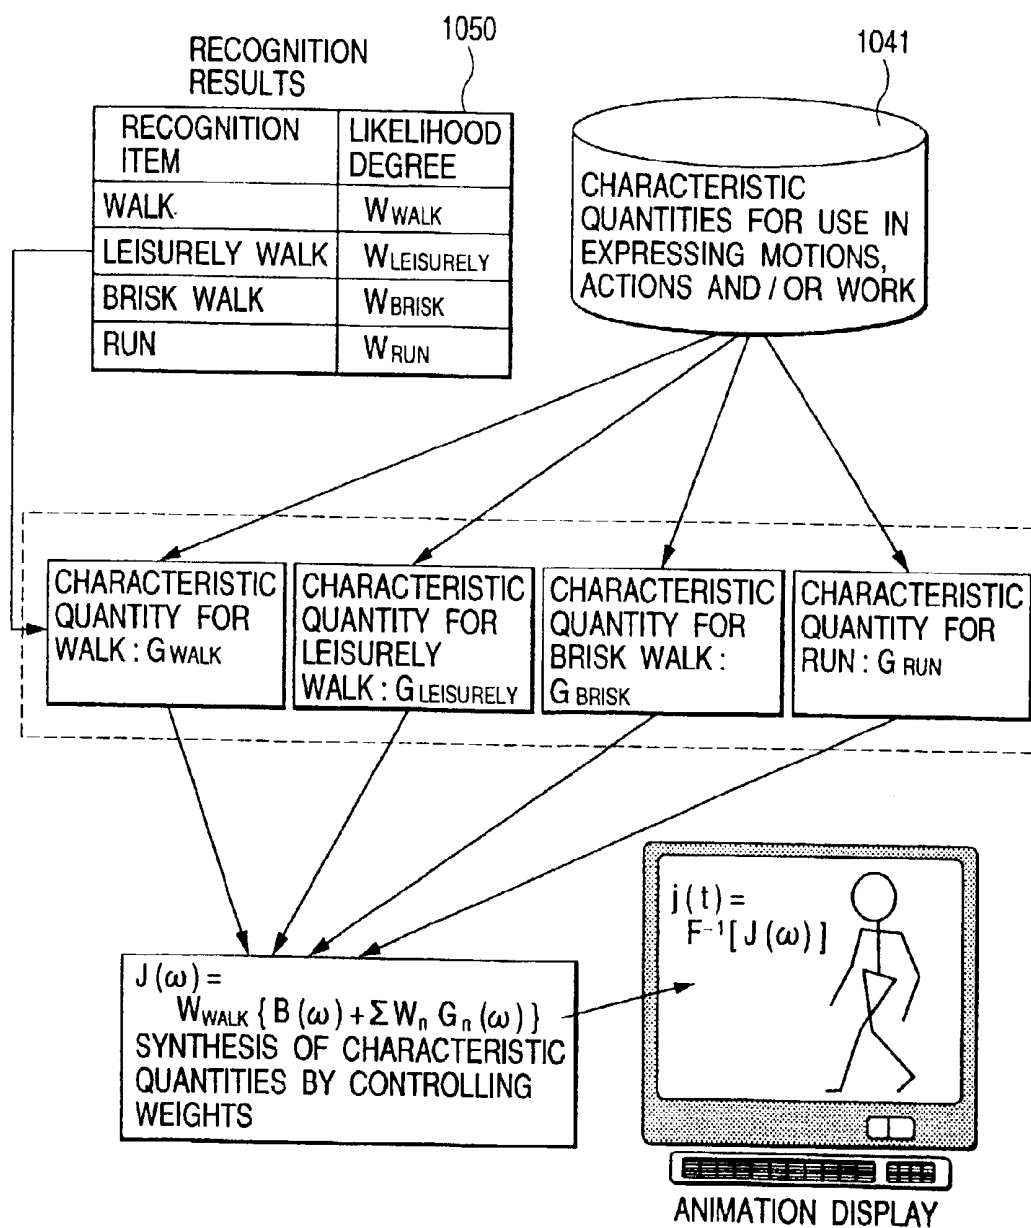 1050
1041
RECOGNITION
RESULTS
RECOGNITION
ITEM
LIKELIHOOD
DEGREE
WALK
WWALK
LEISURELY WALK
WLEISURELY
BRISK WALK
WBRISK
RUN
WRUN
CHARACTERISTIC
QUANTITIES FOR USE IN
EXPRESSING MOTIONS,
ACTIONS AND / OR WORK
CHARACTERISTIC
QUANTITY FOR
WALK : GWALK
CHARACTERISTIC
QUANTITY FOR
LEISURELY
WALK : GLEISURELY
CHARACTERISTIC
QUANTITY FOR
BRISK WALK :
GBRISK
CHARACTERISTIC
QUANTITY FOR
RUN : GRUN
J(ω) =
WWALK { B(ω) + Σ Wn Gn(ω) }
SYNTHESIS OF CHARACTERISTIC
QUANTITIES BY CONTROLLING
WEIGHTS
j(t) =
F-1[ J(ω) ]
ANIMATION DISPLAY